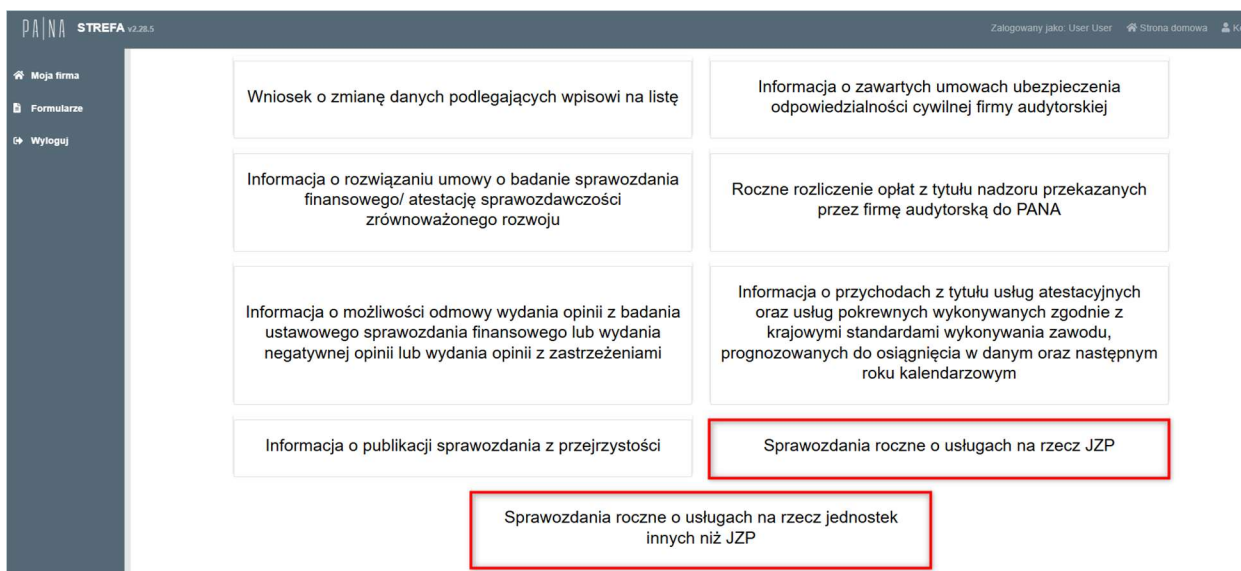 PA|NA STREFA v2.28.5
Zalogowany jako: User User Strona domowa
Moja firma
Formularze
Wyloguj
Wniosek o zmianę danych podlegających wpisowi na listę
Informacja o zawartych umowach ubezpieczenia
odpowiedzialności cywilnej firmy audytorskiej
Informacja o rozwiązaniu umowy o badanie sprawozdania
finansowego/ atestację sprawozdawczości
zrównoważonego rozwoju
Roczne rozliczenie opłat z tytułu nadzoru przekazanych
przez firmę audytorską do PANA
Informacja o możliwości odmowy wydania opinii z badania
ustawowego sprawozdania finansowego lub wydania
negatywnej opinii lub wydania opinii z zastrzeżeniami
Informacja o przychodach z tytułu usług atestacyjnych
oraz usług pokrewnych wykonywanych zgodnie z
krajowymi standardami wykonywania zawodu,
prognozowanych do osiągnięcia w danym oraz następnym
roku kalendarzowym
Informacja o publikacji sprawozdania z przejrzystości
Sprawozdania roczne o usługach na rzecz JZP
Sprawozdania roczne o usługach na rzecz jednostek
innych niż JZP